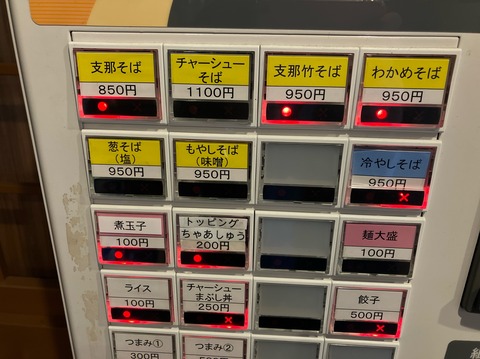 支那そば
850円
チャーシュー
そば
1100円
支那竹そば
950円
わかめそば
950円
葱そば
(塩)
950円
もやしそば
(味噌)
950円
冷やしそば
950円
煮玉子
100円
トッピング
ちゃあしゅう
200円
麺大盛
100円
ライス
100円
チャーシュー
まぶし丼
250円
餃子
500円
つまみ①
300円
つまみ②